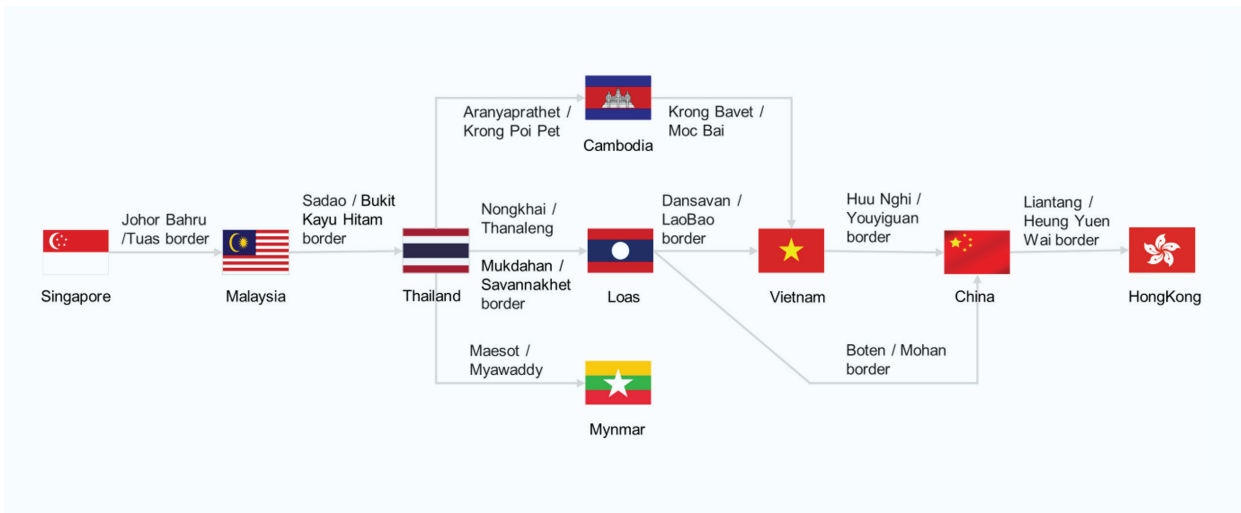 Aranyaprathet /
Krong Poi Pet
Krong Bavet /
Moc Bai
Cambodia
Johor Bahru
/Tuas border
Sadao / Bukit
Kayu Hitam
border
Nongkhai /
Thanaleng
Mukdahan /
Savannakhet
border
Dansavan /
LaoBao
border
Huu Nghi /
Youyiguan
border
Liantang /
Heung Yuen
Wai border
Singapore
Malaysia
Thailand
Loas
Vietnam
China
HongKong
Maesot /
Myawaddy
Boten / Mohan
border
Mynmar